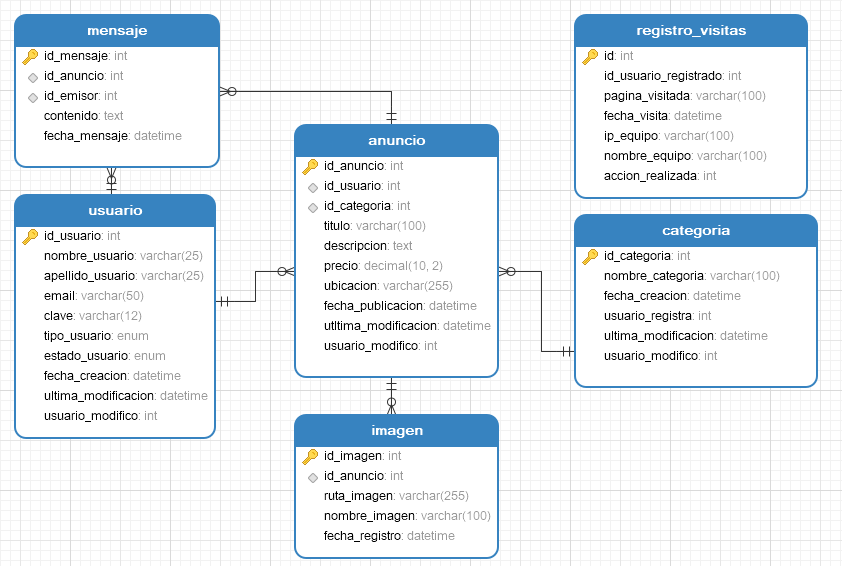 mensaje
id_mensaje: int
id_anuncio: int
id_emisor: int
contenido: text
fecha_mensaje: datetime
usuario
id_usuario: int
nombre_usuario: varchar(25)
apellido_usuario: varchar(25)
email: varchar(50)
clave: varchar(12)
tipo_usuario: enum
estado_usuario: enum
fecha_creacion: datetime
ultima_modificacion: datetime
usuario_modifico: int
anuncio
id_anuncio: int
id_usuario: int
id_categoria: int
titulo: varchar(100)
descripcion: text
precio: decimal(10, 2)
ubicacion: varchar(255)
fecha_publicacion: datetime
utltima_modificacion: datetime
usuario_modifico: int
imagen
id_imagen: int
id_anuncio: int
ruta_imagen: varchar(255)
nombre_imagen: varchar(100)
fecha_registro: datetime
registro_visitas
id: int
id_usuario_registrado: int
pagina_visitada: varchar(100)
fecha_visita: datetime
ip_equipo: varchar(100)
nombre_equipo: varchar(100)
accion_realizada: int
categoria
id_categoria: int
nombre_categoria: varchar(100)
fecha_creacion: datetime
usuario_registra: int
ultima_modificacion: datetime
usuario_modifico: int